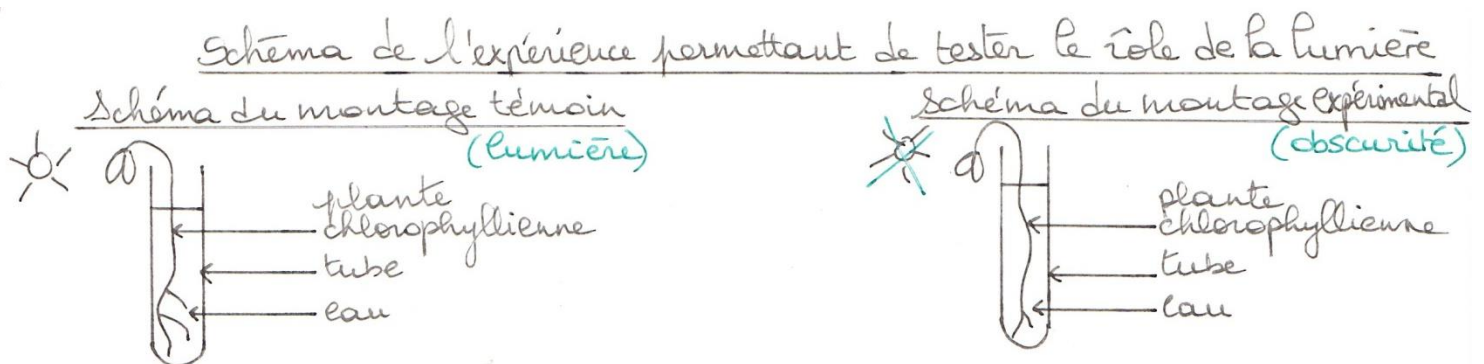 Schéma de l'expérience permettant de tester le rôle de la lumière
Schéma du montage témoin
(lumière)
plante
chlorophyllienne
tube
eau
Schéma du montage expérimental
(obscurité)
plante
chlorophyllienne
tube
eau